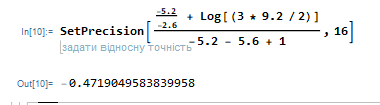 In[10]:= SetPrecision[(-5.2/-2.6 + Log[(3 * 9.2 / 2)])/(-5.2 - 5.6 + 1), 16]
задати відносну точність
Out[10]= -0.4719049583839958